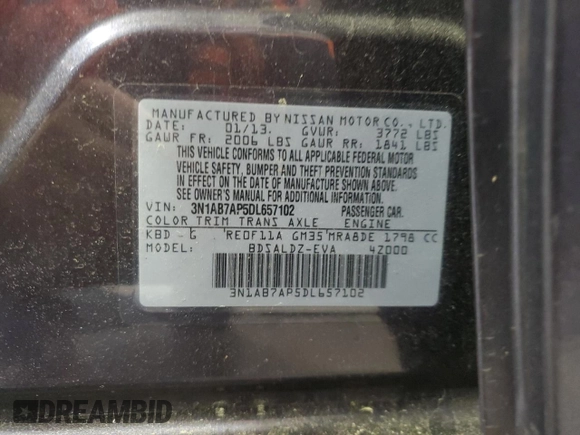 MANUFACTURED BY NISSAN MOTOR CO., LTD.
DATE: 01/13. GVWR: 3772 LBS
GAWR FR: 2006 LBS GAWR RR: 1841 LBS
THIS VEHICLE CONFORMS TO ALL APPLICABLE FEDERAL MOTOR
VEHICLE SAFETY, BUMPER, AND THEFT PREVENTION STANDARDS
IN EFFECT ON THE DATE OF MANUFACTURE SHOWN ABOVE.
SEE OWNER'S MANUAL FOR ADDITIONAL INFORMATION.
VIN: 3N1AB7AP5DL657102 PASSENGER CAR.
COLOR TRIM TRANS AXLE ENGINE
KBD G RE0F11A GM35 MRA8DE 1798 CC
MODEL: BDSALDZ-EVA 4Z000
3N1AB7AP5DL657102
DREAMBID